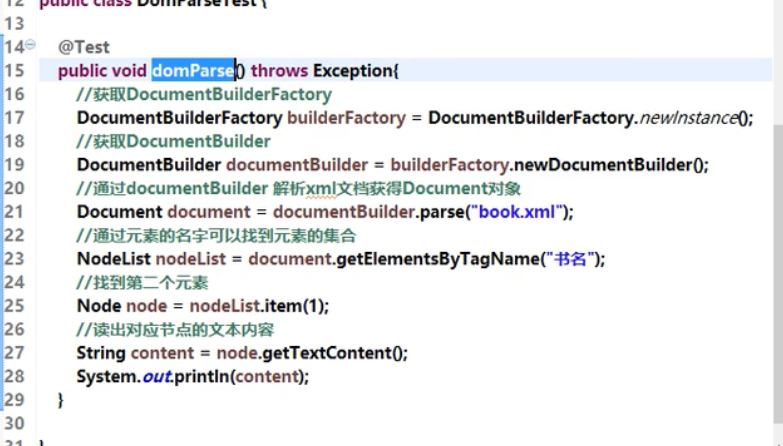 12 public class DomParseTest {
13
14 @Test
15 public void domParse() throws Exception{
16 //获取DocumentBuilderFactory
17 DocumentBuilderFactory builderFactory = DocumentBuilderFactory.newInstance();
18 //获取DocumentBuilder
19 DocumentBuilder documentBuilder = builderFactory.newDocumentBuilder();
20 //通过documentBuilder 解析xml文档获得Document对象
21 Document document = documentBuilder.parse("book.xml");
22 //通过元素的名字可以找到元素的集合
23 NodeList nodeList = document.getElementsByTagName("书名");
24 //找到第二个元素
25 Node node = nodeList.item(1);
26 //读出对应节点的文本内容
27 String content = node.getTextContent();
28 System.out.println(content);
29 }
30
31 }